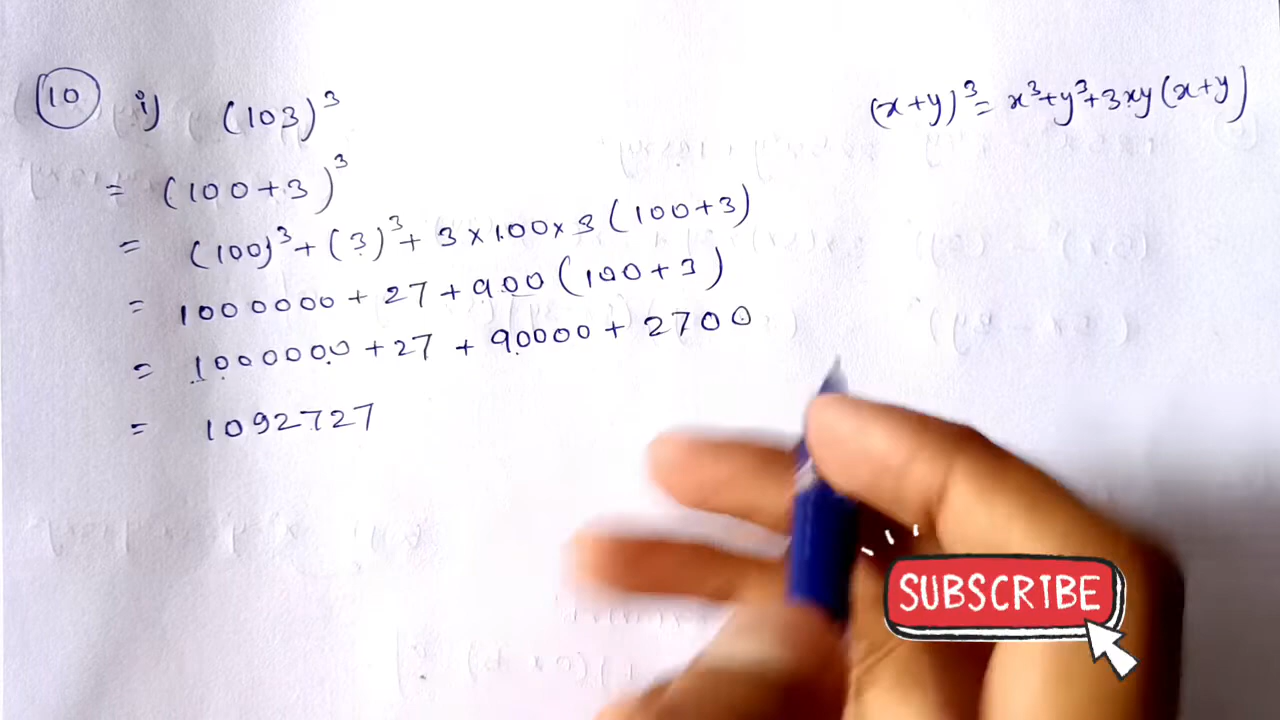 10 i) (103)³
(x+y)³ = x³+y³+3xy(x+y)
= (100+3)³
= (100)³ + (3)³ + 3×100×3(100+3)
= 1000000 + 27 + 900(100+3)
= 1000000 + 27 + 90000 + 2700
= 1092727
SUBSCRIBE